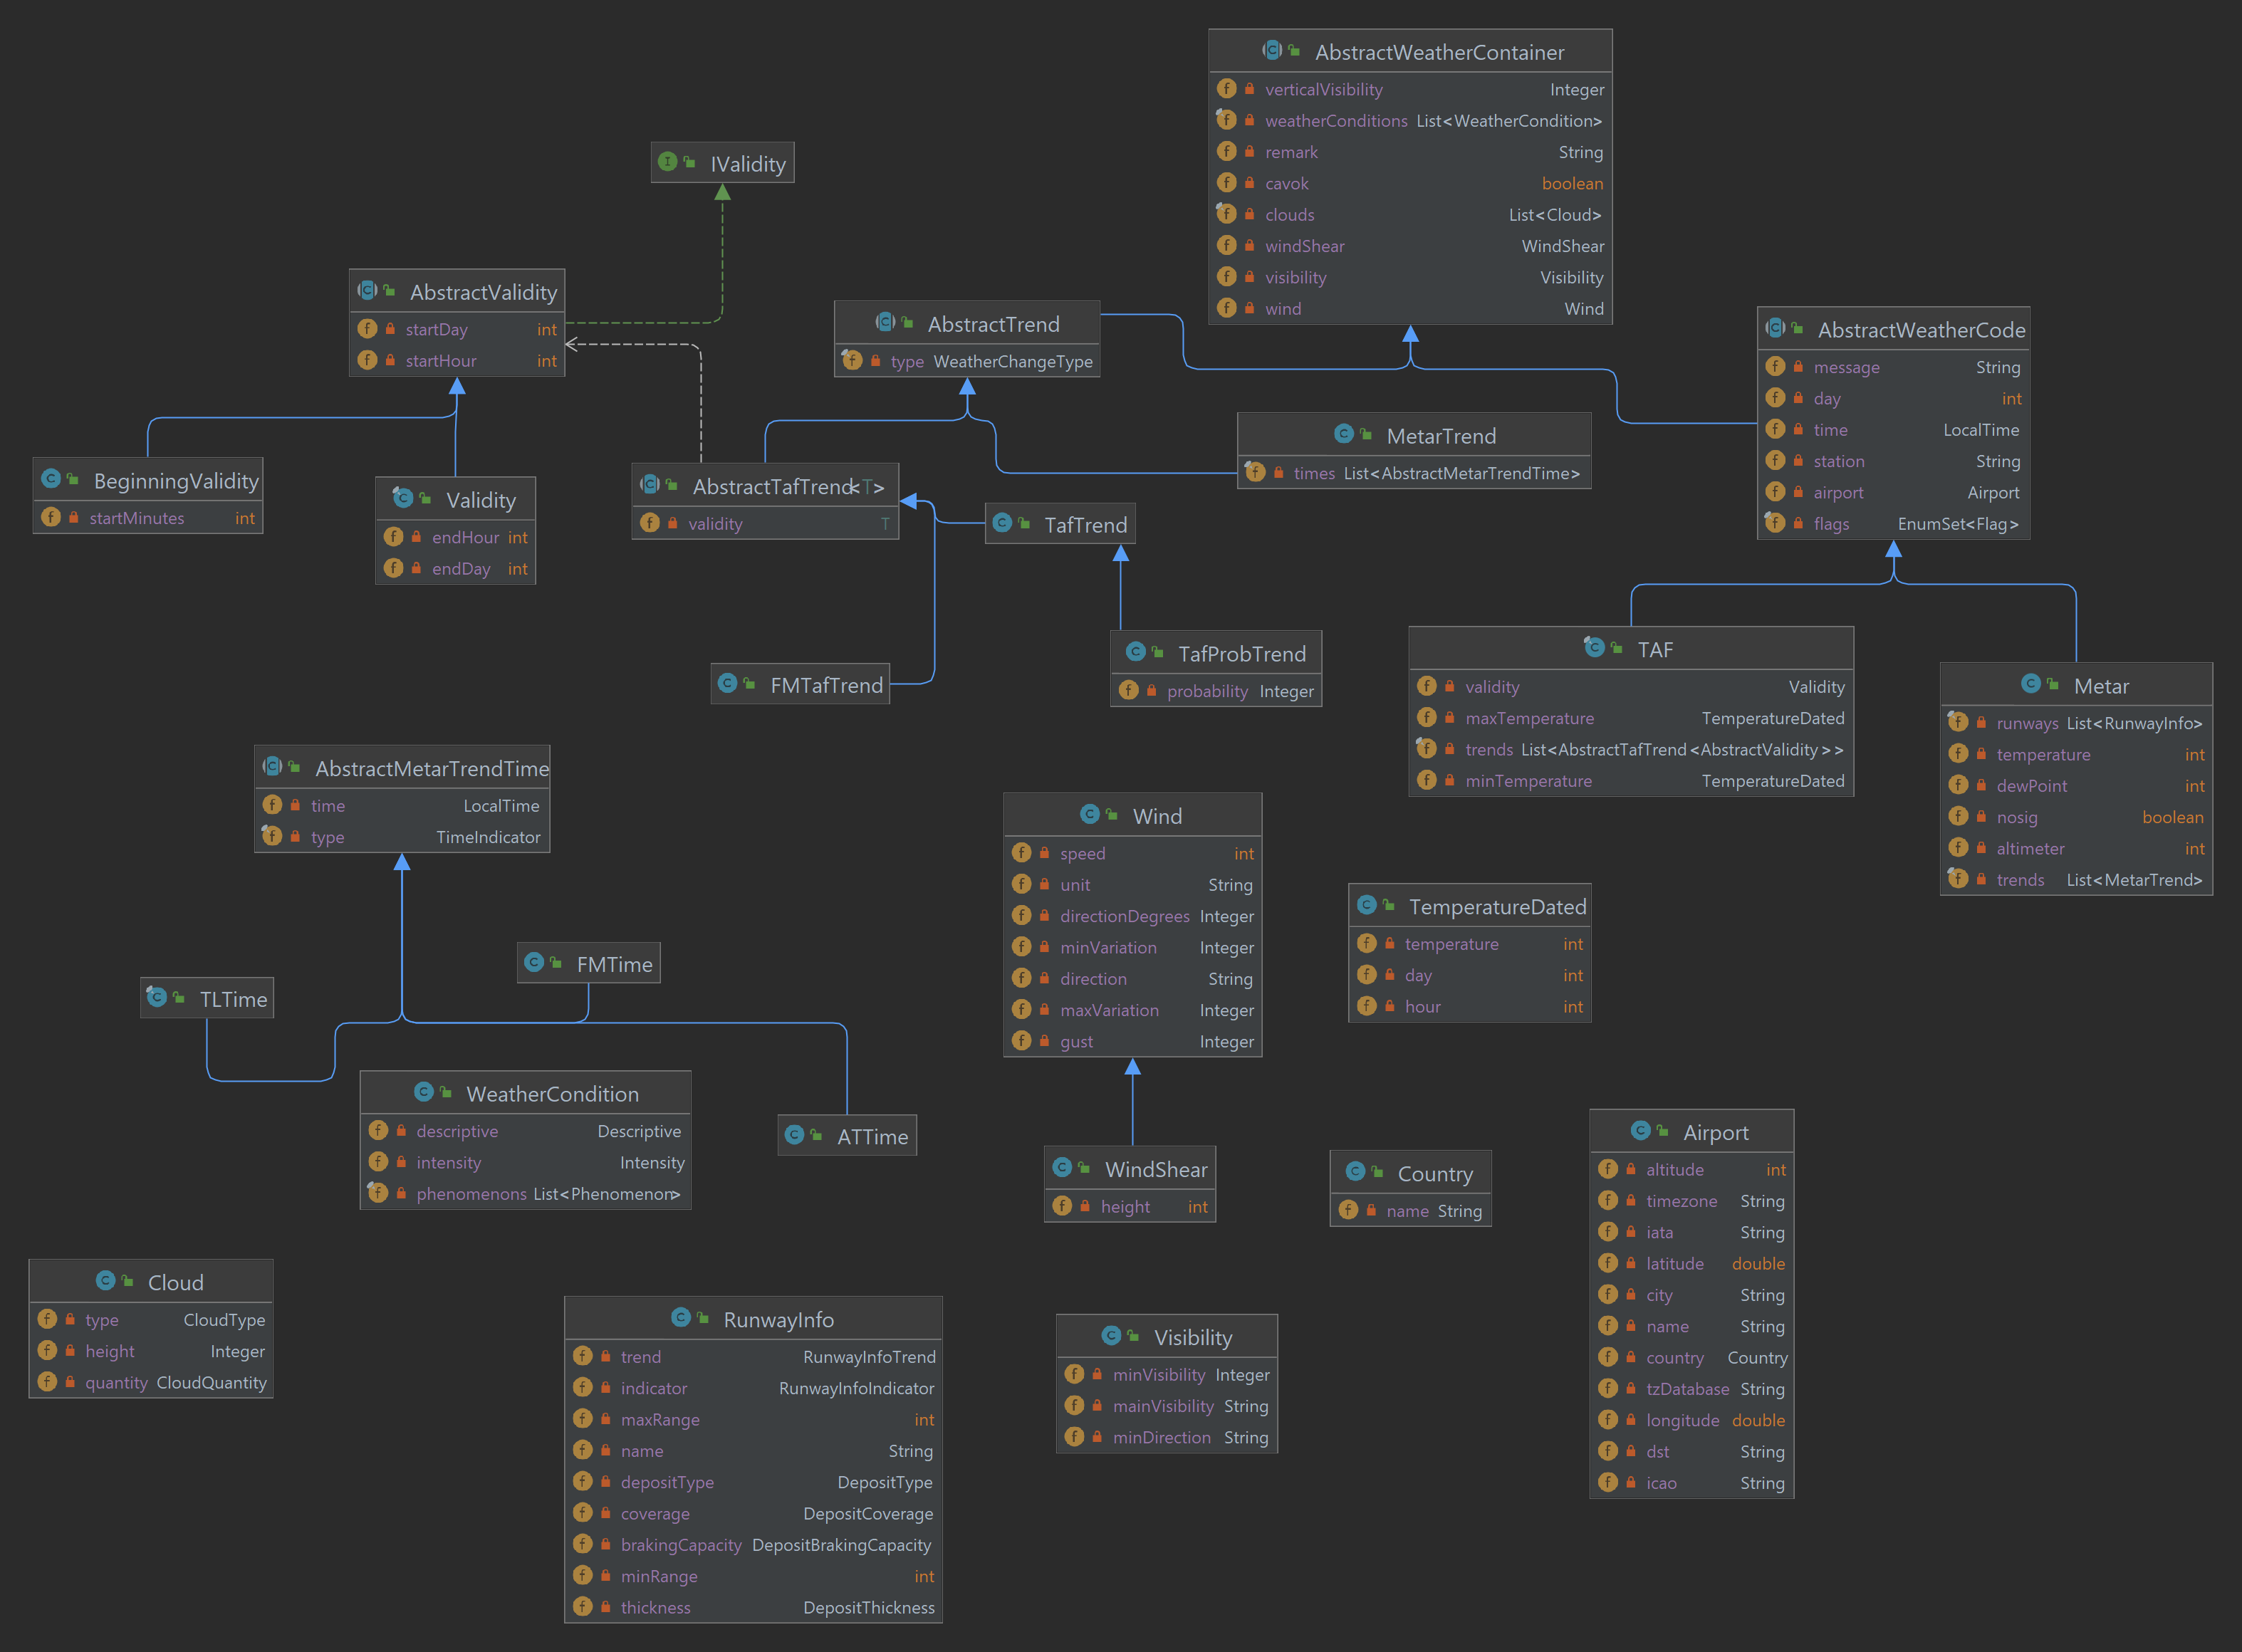 AbstractWeatherContainer
verticalVisibility Integer
weatherConditions List<WeatherCondition>
remark String
cavok boolean
clouds List<Cloud>
windShear WindShear
visibility Visibility
wind Wind
IValidity
AbstractValidity
startDay int
startHour int
AbstractTrend
type WeatherChangeType
AbstractWeatherCode
message String
day int
time LocalTime
station String
airport Airport
flags EnumSet<Flag>
MetarTrend
times List<AbstractMetarTrendTime>
BeginningValidity
startMinutes int
Validity
endHour int
endDay int
AbstractTafTrend<T>
validity T
TafTrend
FMTafTrend
TafProbTrend
probability Integer
TAF
validity Validity
maxTemperature TemperatureDated
trends List<AbstractTafTrend<AbstractValidity>>
minTemperature TemperatureDated
Metar
runways List<RunwayInfo>
temperature int
dewPoint int
nosig boolean
altimeter int
trends List<MetarTrend>
AbstractMetarTrendTime
time LocalTime
type TimeIndicator
Wind
speed int
unit String
directionDegrees Integer
minVariation Integer
direction String
maxVariation Integer
gust Integer
TemperatureDated
temperature int
day int
hour int
FMTime
TLTime
WeatherCondition
descriptive Descriptive
intensity Intensity
phenomenons List<Phenomenon>
ATTime
WindShear
height int
Country
name String
Airport
altitude int
timezone String
iata String
latitude double
city String
name String
country Country
tzDatabase String
longitude double
dst String
icao String
Cloud
type CloudType
height Integer
quantity CloudQuantity
RunwayInfo
trend RunwayInfoTrend
indicator RunwayInfoIndicator
maxRange int
name String
depositType DepositType
coverage DepositCoverage
brakingCapacity DepositBrakingCapacity
minRange int
thickness DepositThickness
Visibility
minVisibility Integer
mainVisibility String
minDirection String